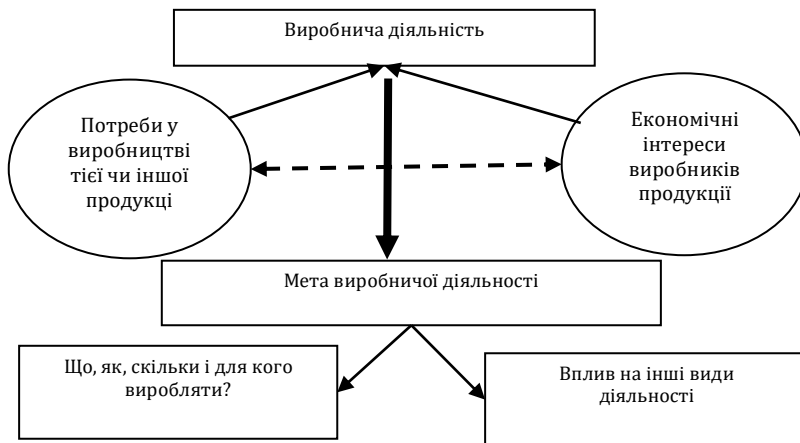 Виробнича діяльність
Потреби у
виробництві
тієї чи іншої
продукці
Економічні
інтереси
виробників
продукції
Мета виробничої діяльності
Що, як, скільки і для кого
виробляти?
Вплив на інші види
діяльності